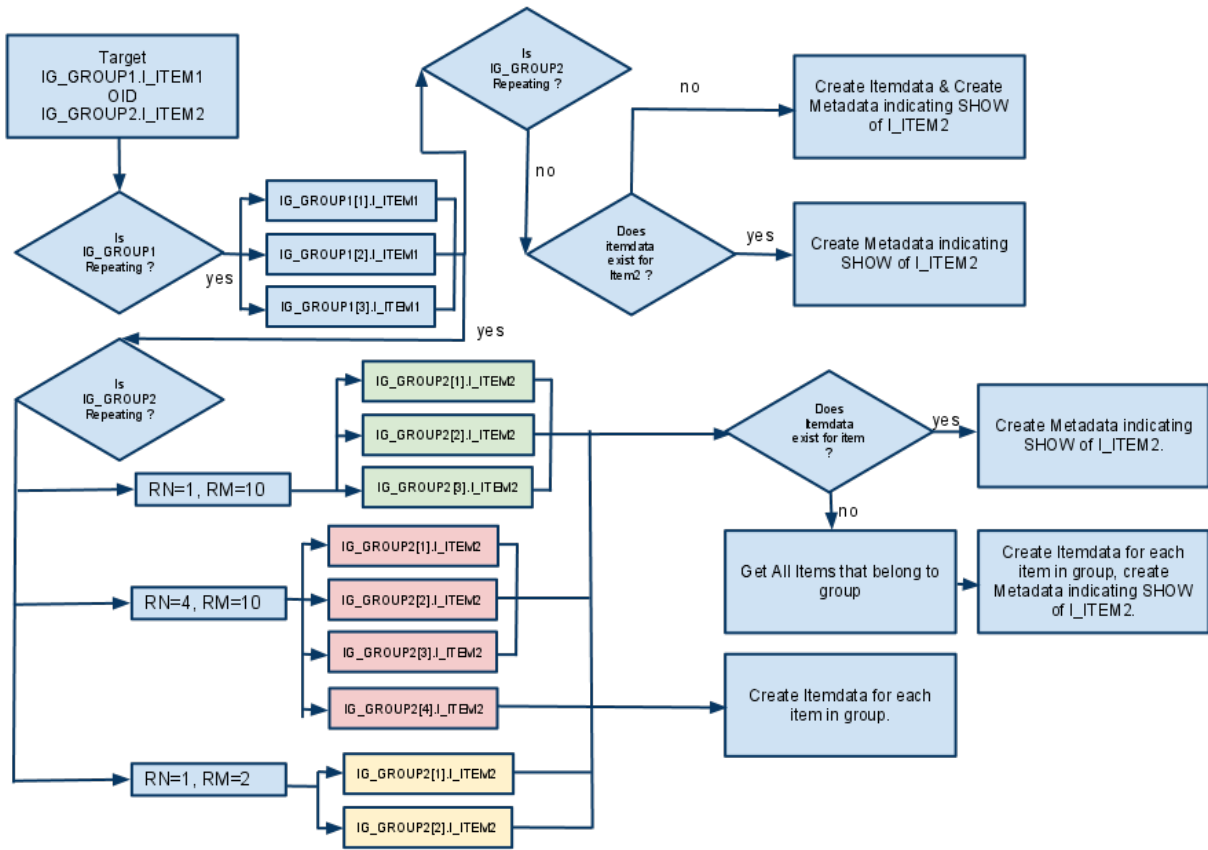 Target
IG_GROUP1.I_ITEM1
OID
IG_GROUP2.I_ITEM2
Is
IG_GROUP1
Repeating ?
yes
IG_GROUP1[1].I_ITEM1
IG_GROUP1[2].I_ITEM1
IG_GROUP1[3].I_ITEM1
Is
IG_GROUP2
Repeating ?
no
Does
itemdata
exist for
Item2 ?
no
Create Itemdata & Create
Metadata indicating SHOW
of I_ITEM2
yes
Create Metadata indicating
SHOW of I_ITEM2
yes
Is
IG_GROUP2
Repeating ?
RN=1, RM=10
IG_GROUP2[1].I_ITEM2
IG_GROUP2[2].I_ITEM2
IG_GROUP2[3].I_ITEM2
RN=4, RM=10
IG_GROUP2[1].I_ITEM2
IG_GROUP2[2].I_ITEM2
IG_GROUP2[3].I_ITEM2
IG_GROUP2[4].I_ITEM2
RN=1, RM=2
IG_GROUP2[1].I_ITEM2
IG_GROUP2[2].I_ITEM2
Does
itemdata
exist for item
?
yes
Create Metadata indicating
SHOW of I_ITEM2.
no
Get All Items that belong to
group
Create Itemdata for each
item in group, create
Metadata indicating SHOW
of I_ITEM2.
Create Itemdata for each
item in group.